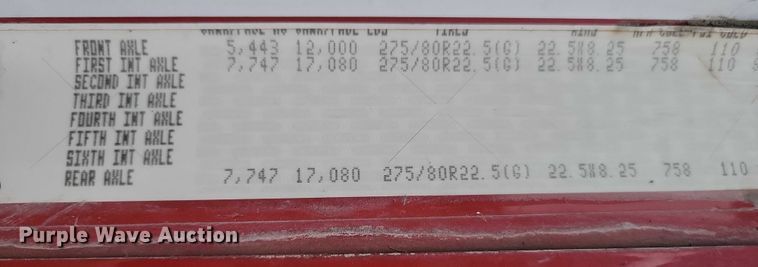 FRONT AXLE 5,443 12,000 275/80R22.5(G) 22.5X8.25 758 110
FIRST INT AXLE 7,747 17,080 275/80R22.5(G) 22.5X8.25 758 110
SECOND INT AXLE
THIRD INT AXLE
FOURTH INT AXLE
FIFTH INT AXLE
SIXTH INT AXLE
REAR AXLE 7,747 17,080 275/80R22.5(G) 22.5X8.25 758 110
Purple Wave Auction